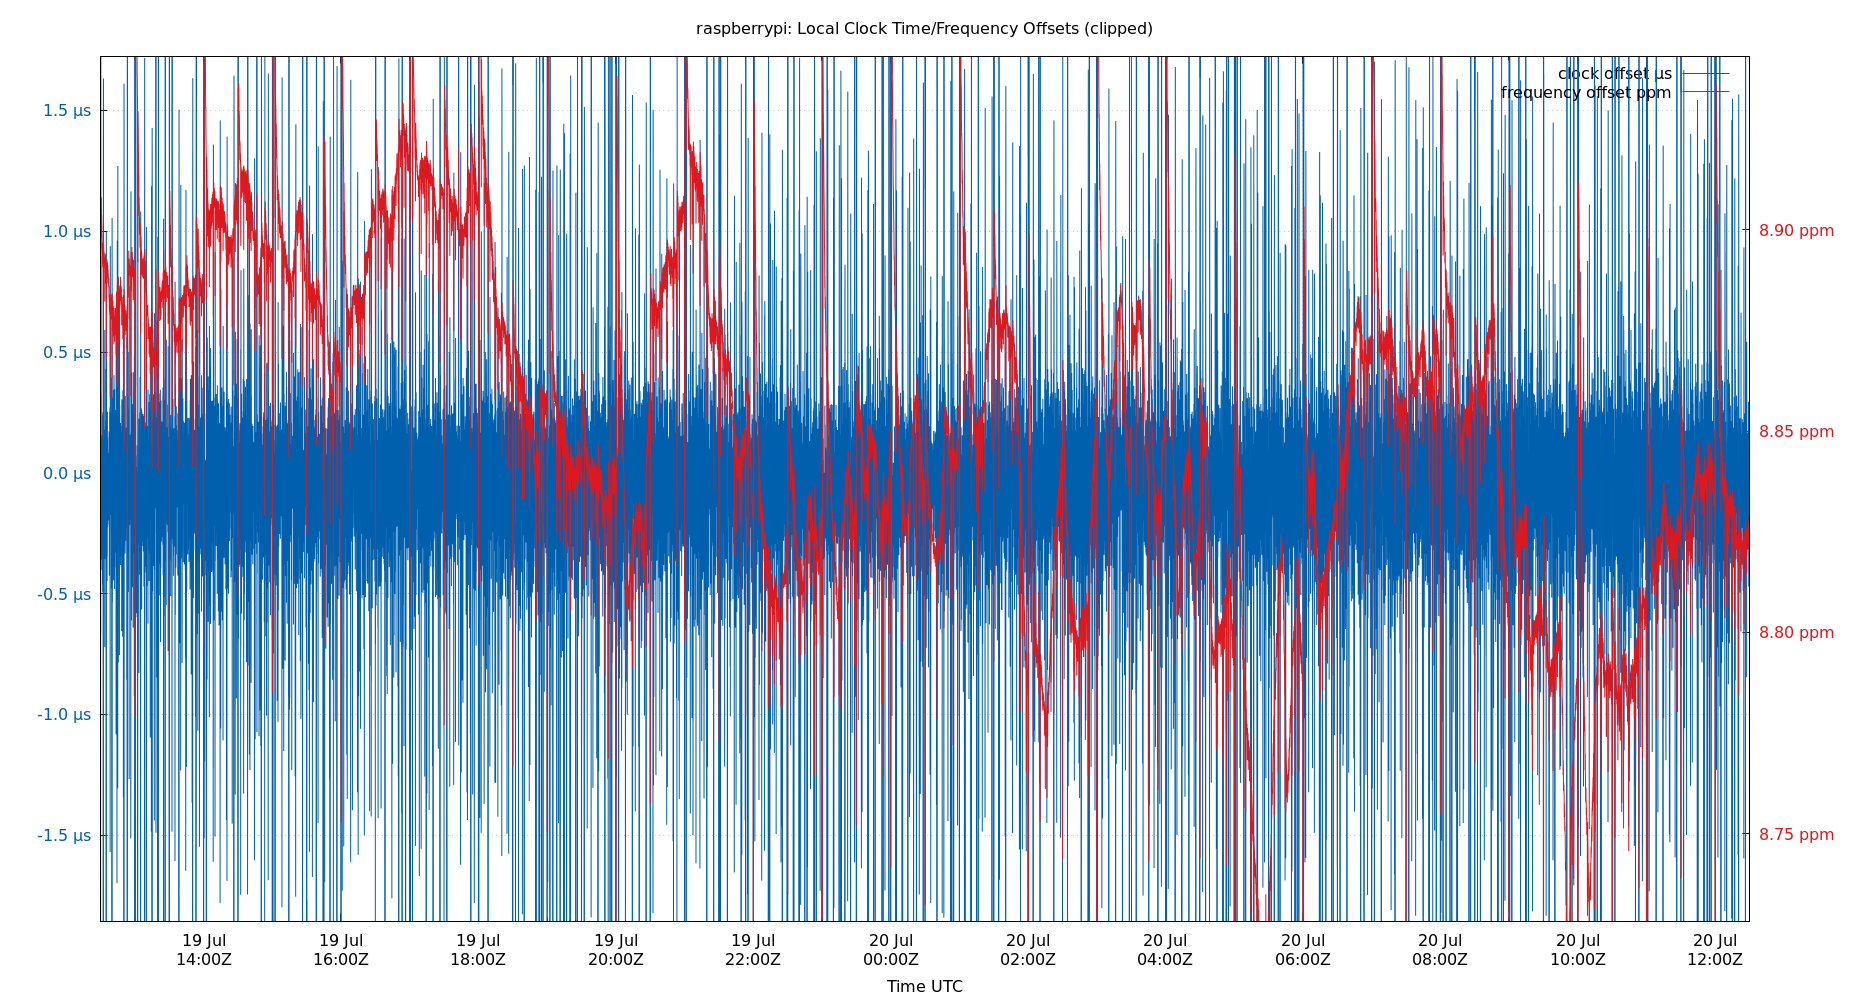 raspberrypi: Local Clock Time/Frequency Offsets (clipped)
clock offset µs
frequency offset ppm
1.5 µs
1.0 µs
0.5 µs
0.0 µs
-0.5 µs
-1.0 µs
-1.5 µs
8.90 ppm
8.85 ppm
8.80 ppm
8.75 ppm
19 Jul 19 Jul 19 Jul 19 Jul 19 Jul 20 Jul 20 Jul 20 Jul 20 Jul 20 Jul 20 Jul 20 Jul
14:00Z 16:00Z 18:00Z 20:00Z 22:00Z 00:00Z 02:00Z 04:00Z 06:00Z 08:00Z 10:00Z 12:00Z
Time UTC